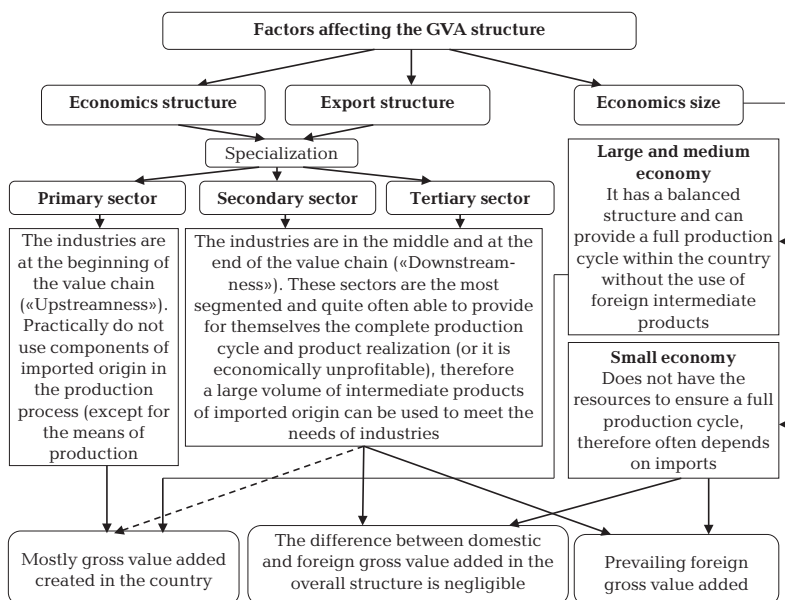 Factors affecting the GVA structure
Economics structure
Export structure
Economics size
Specialization
Primary sector
Secondary sector
Tertiary sector
The industries are
at the beginning of
the value chain
(«Upstreamness»).
Practically do not
use components of
imported origin in
the production
process (except for
the means of
production
The industries are in the middle and at the
end of the value chain («Downstream-
ness»). These sectors are the most
segmented and quite often able to provide
for themselves the complete production
cycle and product realization (or it is
economically unprofitable), therefore
a large volume of intermediate products
of imported origin can be used to meet the
needs of industries
Large and medium
economy
It has a balanced
structure and can
provide a full production
cycle within the country
without the use of
foreign intermediate
products
Small economy
Does not have the
resources to ensure a full
production cycle,
therefore often depends
on imports
Mostly gross value added
created in the country
The difference between domestic
and foreign gross value added in the
overall structure is negligible
Prevailing foreign
gross value added